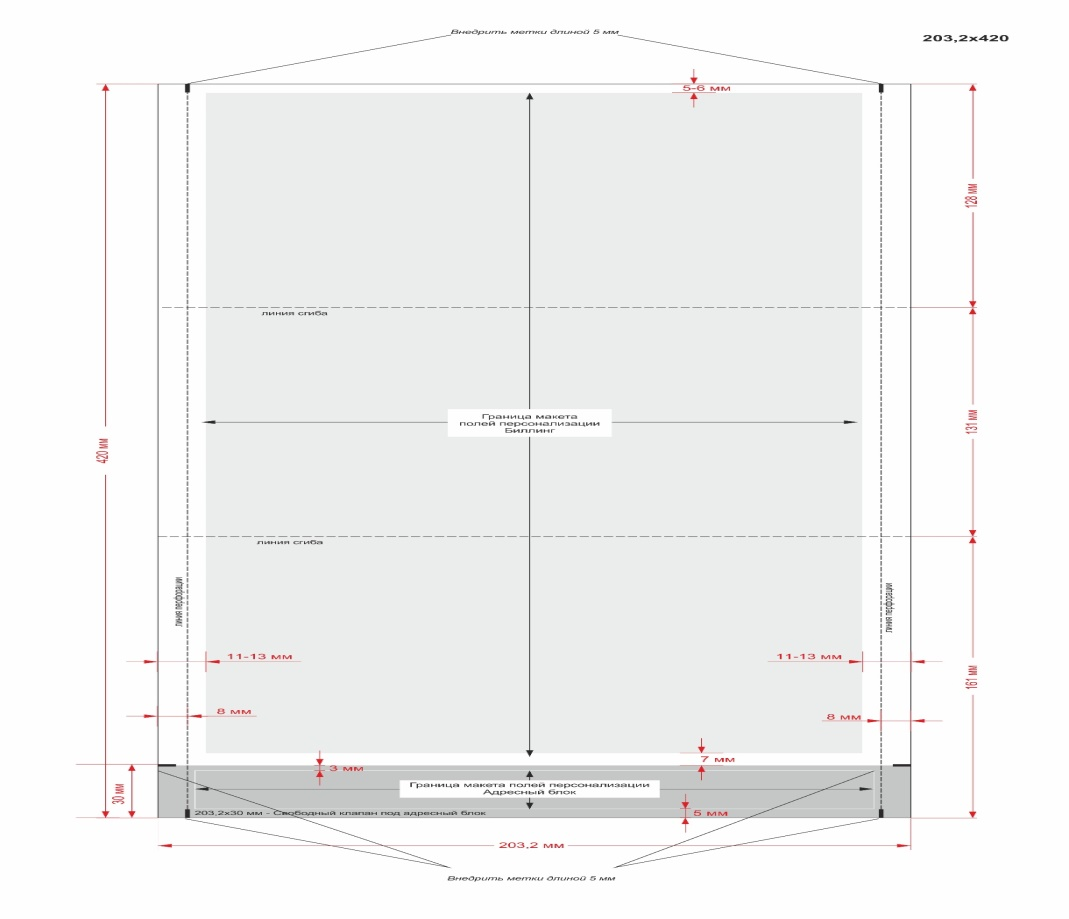 Внедрить метки длиной 5 мм
203,2x420
5-6 мм
128 мм
линия сгиба
Граница макета
полей персонализации
Биллинг
131 мм
420 мм
линия сгиба
линия перфорации
линия перфорации
11-13 мм
11-13 мм
161 мм
8 мм
8 мм
7 мм
3 мм
30 мм
Граница макета полей персонализации
Адресный блок
203,2x30 мм - Свободный клапан под адресный блок
5 мм
203,2 мм
Внедрить метки длиной 5 мм